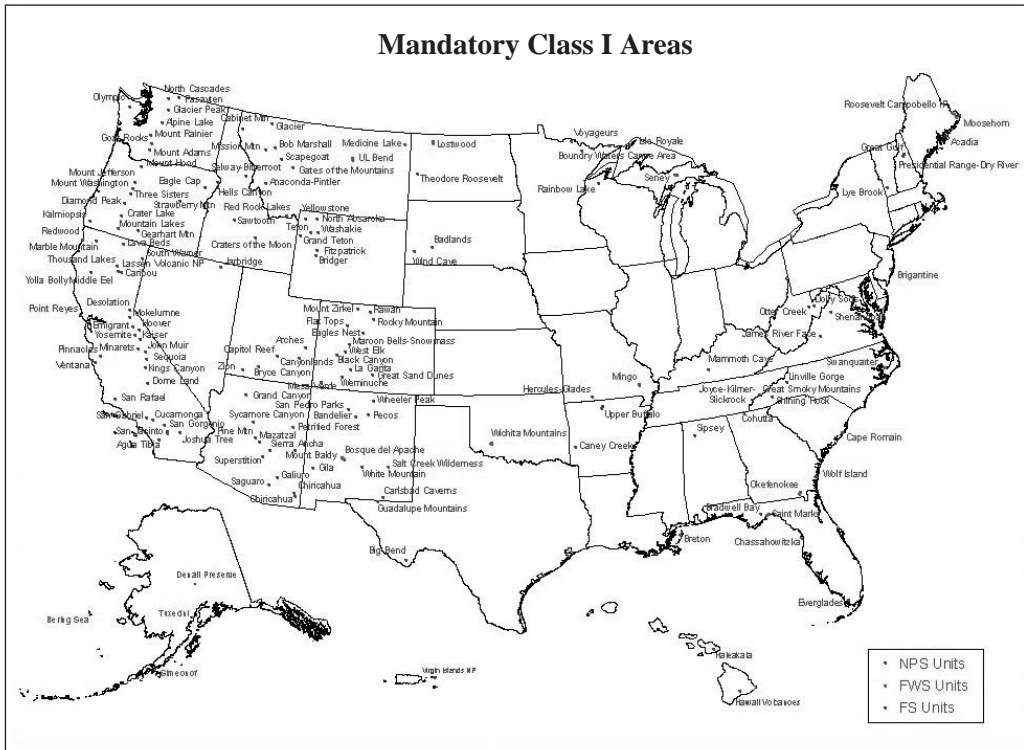 Mandatory Class I Areas
North Cascades
Olympic
Pasayten
Glacier Peak
Alpine Lake
Goat Rocks
Mount Rainier
Mount Adams
Mount Hood
Mount Jefferson
Mount Washington
Three Sisters
Diamond Peak
Eagle Cap
Strawberry Mtn
Hells Canyon
Kalmiopsis
Crater Lake
Mountain Lakes
Gearhart Mtn
Redwood
Marble Mountain
Lava Beds
South Warner
Thousand Lakes
Lassen Volcanic NP
Caribou
Yolla Bolly Middle Eel
Point Reyes
Desolation
Mokelumne
Emigrant
Hoover
Yosemite
Kaiser
Pinnacles
Minarets
John Muir
Ventana
Sequoia
Kings Canyon
Dome Land
San Rafael
San Gabriel
Cucamonga
San Gorgonio
San Jacinto
Joshua Tree
Agua Tibia
Cabinet Mtn
Glacier
Mission Mtn
Bob Marshall
Medicine Lake
Scapegoat
UL Bend
Selway-Bitterroot
Gates of the Mountains
Anaconda-Pintler
Red Rock Lakes
Yellowstone
Sawtooth
North Absaroka
Teton
Washakie
Grand Teton
Craters of the Moon
Fitzpatrick
Bridger
Jarbridge
Lostwood
Theodore Roosevelt
Badlands
Wind Cave
Mount Zirkel
Rawah
Flat Tops
Rocky Mountain
Eagles Nest
Maroon Bells-Snowmass
Arches
West Elk
Capitol Reef
Canyonlands
Black Canyon
La Garita
Zion
Bryce Canyon
Great Sand Dunes
Weminuche
Mesa Verde
Grand Canyon
Wheeler Peak
San Pedro Parks
Sycamore Canyon
Bandelier
Pecos
Petrified Forest
Pine Mtn
Mazatzal
Sierra Ancha
Bosque del Apache
Mount Baldy
Superstition
Salt Creek Wilderness
Gila
White Mountain
Galiuro
Saguaro
Chiricahua
Chiricahua
Carlsbad Caverns
Guadalupe Mountains
Big Bend
Wichita Mountains
Voyageurs
Isle Royale
Boundry Waters Canoe Area
Seney
Rainbow Lake
Roosevelt Campobello IP
Moosehorn
Acadia
Great Gulf
Presidential Range-Dry River
Lye Brook
Brigantine
Dolly Sods
Otter Creek
Shenandoah
James River Face
Mammoth Cave
Swanquarter
Mingo
Hercules-Glades
Linville Gorge
Joyce-Kilmer-
Slickrock
Great Smoky Mountains
Shining Rock
Upper Buffalo
Cohutta
Sipsey
Caney Creek
Cape Romain
Wolf Island
Okefenokee
Bradwell Bay
Saint Marks
Breton
Chassahowitzka
Everglades
Denali Preserve
Tuxedni
Bering Sea
Simeonof
Virgin Islands NP
Haleakala
Hawaii Volcanoes
NPS Units
FWS Units
FS Units